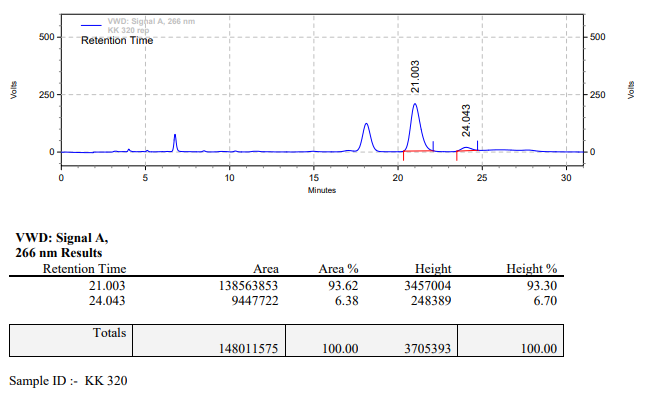 VWD: Signal A, 266 nm
KK 320 rep
Retention Time
500
250
0
Volts
21.003
24.043
500
250
0
Volts
0 5 10 15 20 25 30
Minutes
VWD: Signal A,
266 nm Results
Retention Time Area Area % Height Height %
21.003 138563853 93.62 3457004 93.30
24.043 9447722 6.38 248389 6.70
Totals
148011575 100.00 3705393 100.00
Sample ID :- KK 320